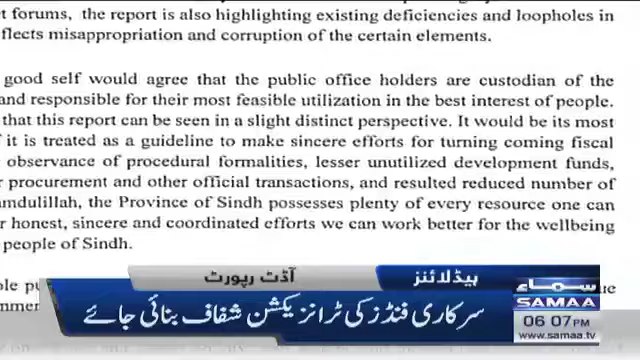 t forums, the report is also highlighting existing deficiencies and loopholes in
flects misappropriation and corruption of the certain elements.
good self would agree that the public office holders are custodian of the
and responsible for their most feasible utilization in the best interest of people.
that this report can be seen in a slight distinct perspective. It would be its most
f it is treated as a guideline to make sincere efforts for turning coming fiscal
observance of procedural formalities, lesser unutilized development funds,
r procurement and other official transactions, and resulted reduced number of
amdulillah, the Province of Sindh possesses plenty of every resource one can
r honest, sincere and coordinated efforts we can work better for the wellbeing
people of Sindh.
ہیڈلائنز
آڈٹ رپورٹ
سرکاری فنڈز کی ٹرانزیکشن شفاف بنائی جائے
سماء
SAMAA
06 07 PM
www.samaa.tv